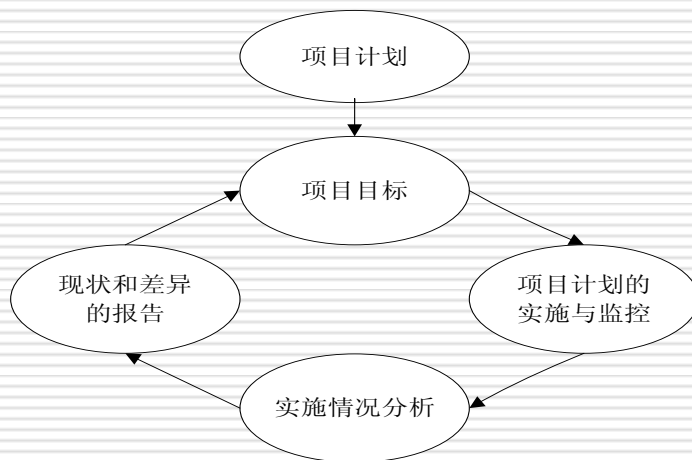 项目计划
项目目标
现状和差异
的报告
项目计划的
实施与监控
实施情况分析